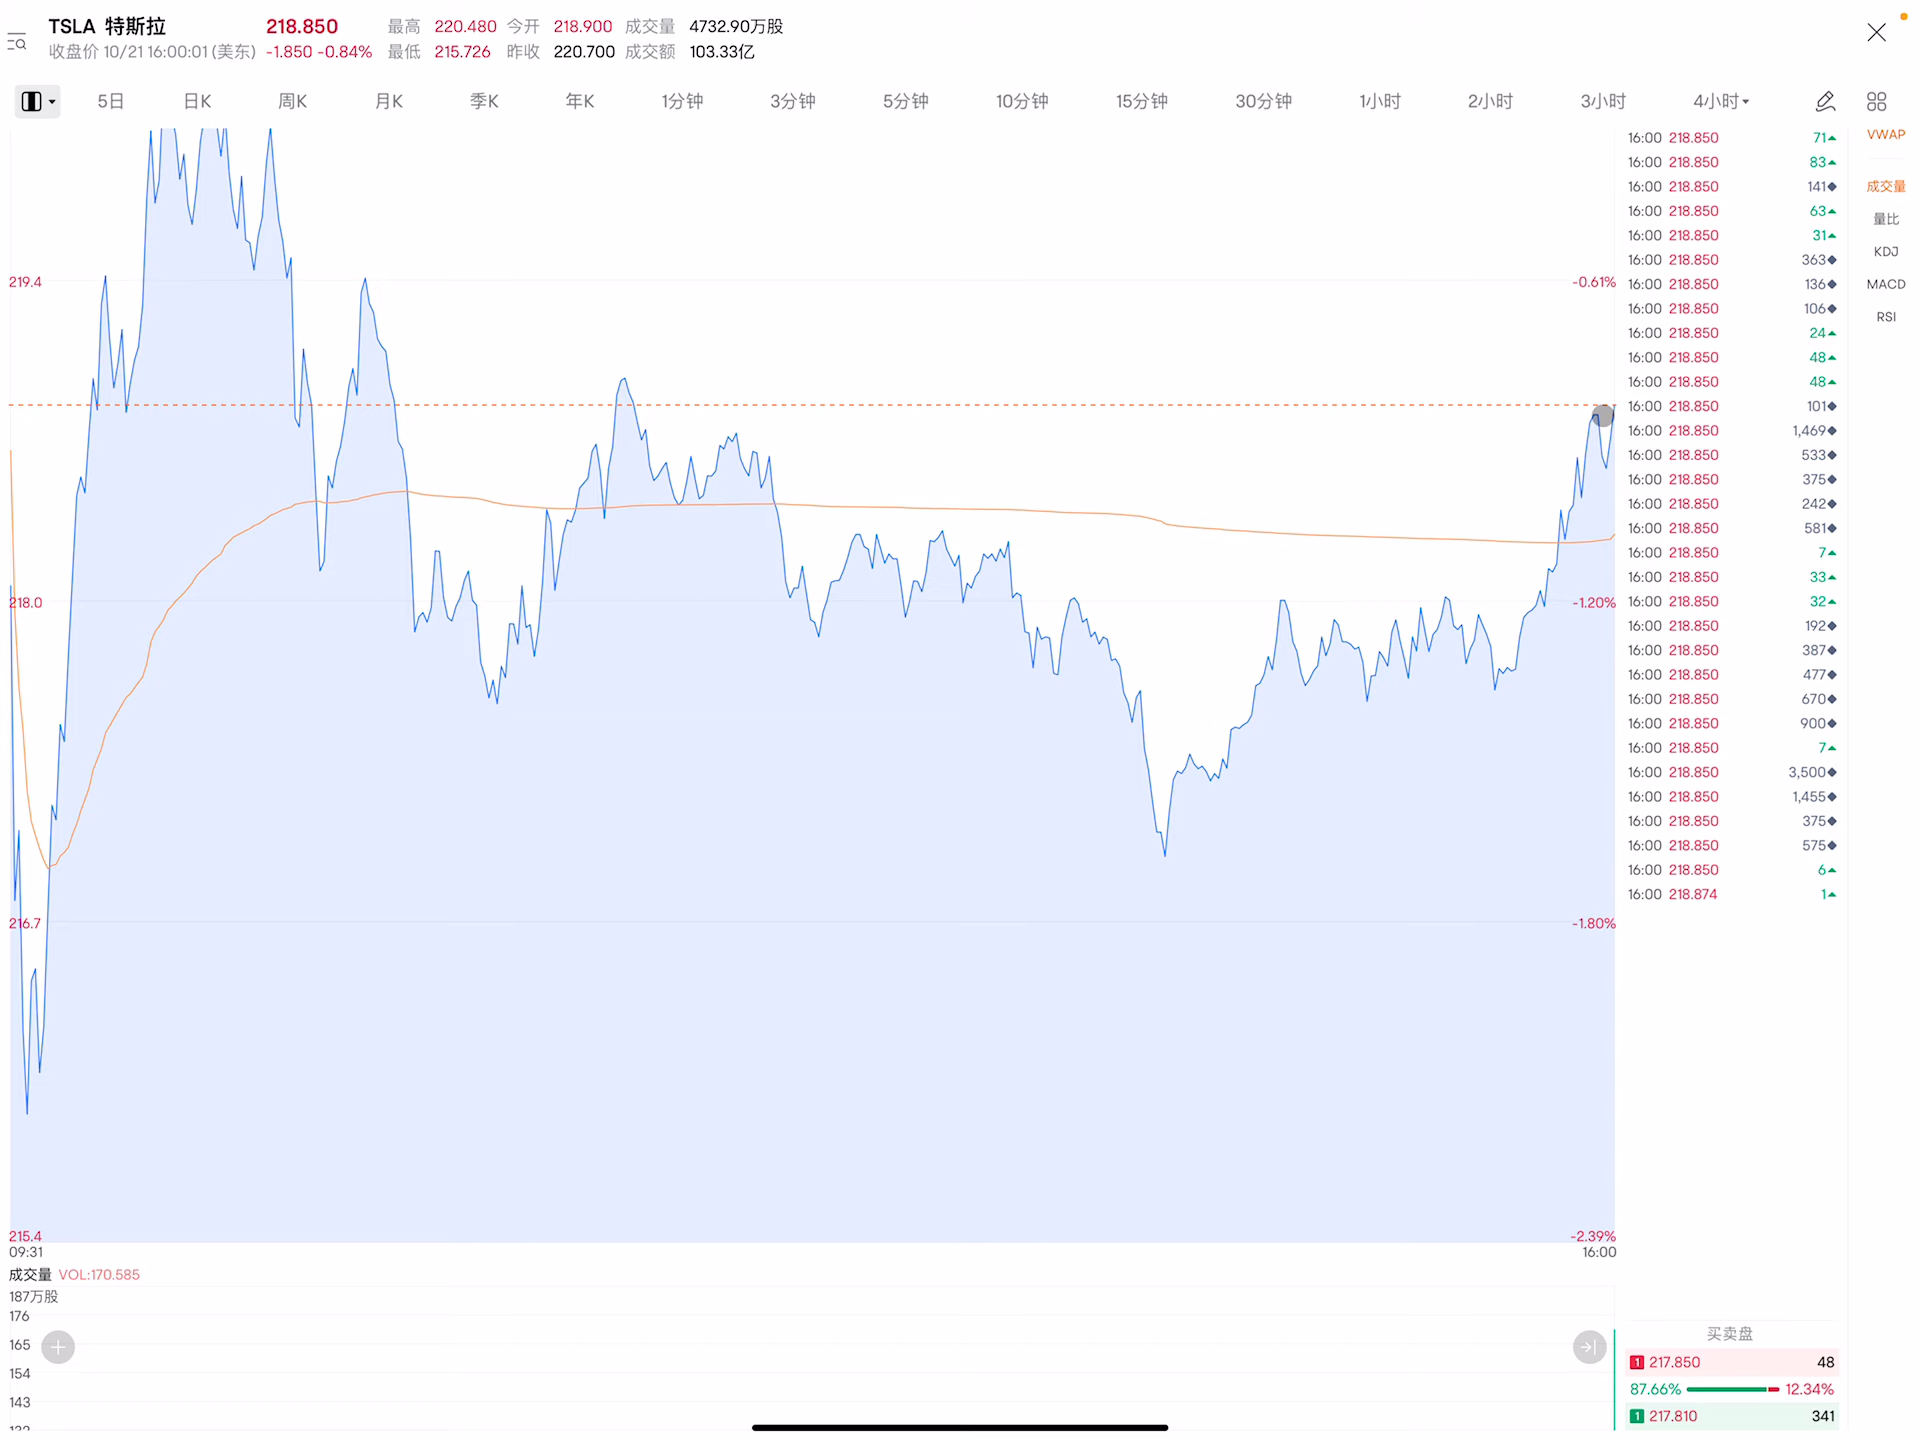 TSLA 特斯拉 218.850 最高 220.480 今开 218.900 成交量 4732.90万股
收盘价 10/21 16:00:01 (美东) -1.850 -0.84% 最低 215.726 昨收 220.700 成交额 103.33亿
5日 日K 周K 月K 季K 年K 1分钟 3分钟 5分钟 10分钟 15分钟 30分钟 1小时 2小时 3小时 4小时
219.4 -0.61%
218.0 -1.20%
216.7 -1.80%
215.4 -2.39%
09:31 16:00
成交量 VOL:170.585
187万股
176
165
154
143
16:00 218.850 71
16:00 218.850 83
16:00 218.850 141
16:00 218.850 63
16:00 218.850 31
16:00 218.850 363
16:00 218.850 136
16:00 218.850 106
16:00 218.850 24
16:00 218.850 48
16:00 218.850 48
16:00 218.850 101
16:00 218.850 1,469
16:00 218.850 533
16:00 218.850 375
16:00 218.850 242
16:00 218.850 581
16:00 218.850 7
16:00 218.850 33
16:00 218.850 32
16:00 218.850 192
16:00 218.850 387
16:00 218.850 477
16:00 218.850 670
16:00 218.850 900
16:00 218.850 7
16:00 218.850 3,500
16:00 218.850 1,455
16:00 218.850 375
16:00 218.850 575
16:00 218.850 6
16:00 218.874 1
买卖盘
1 217.850 48
87.66% 12.34%
1 217.810 341
VWAP
成交量
量比
KDJ
MACD
RSI